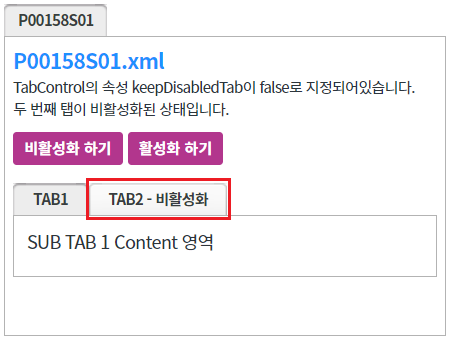 P00158S01
P00158S01.xml
TabControl의 속성 keepDisabledTab이 false로 지정되어있습니다.
두 번째 탭이 비활성화된 상태입니다.
비활성화 하기 활성화 하기
TAB1 TAB2 - 비활성화
SUB TAB 1 Content 영역